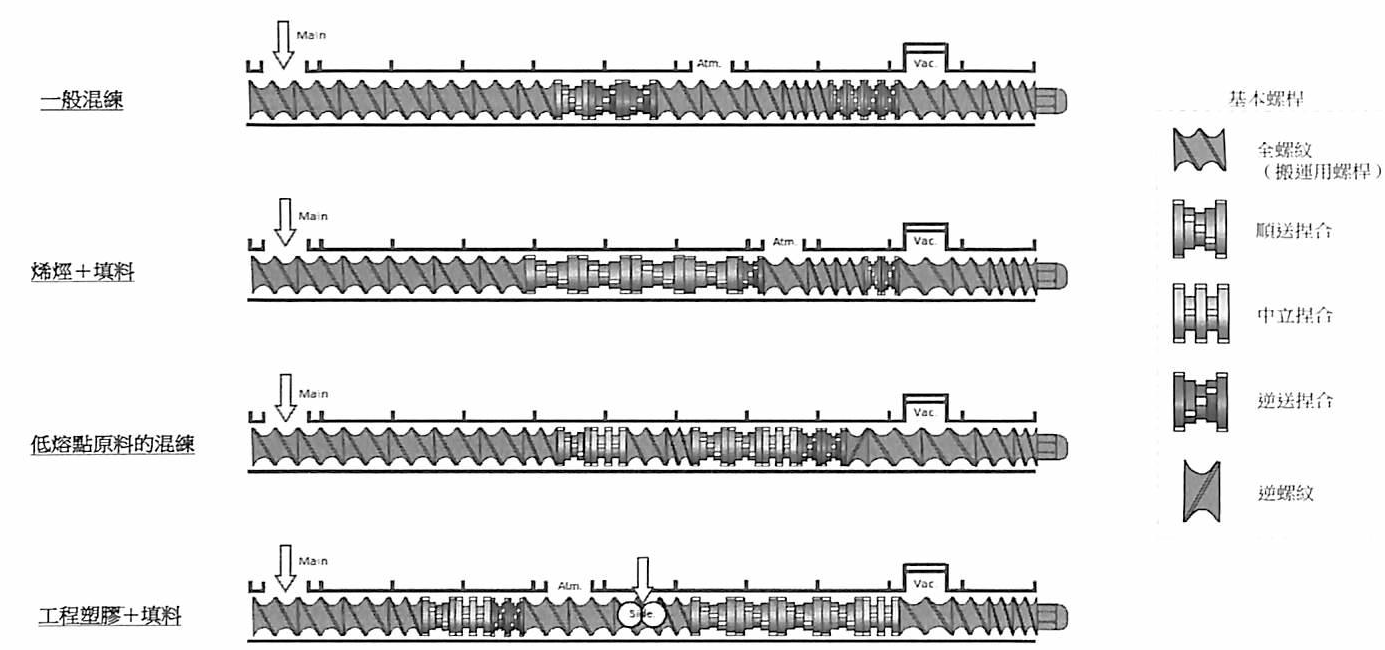 Main
Atm.
Vac.
一般混練
Main
Atm.
Vac.
烯烴＋填料
Main
Vac.
低熔點原料的混練
Main
Atm.
Side.
Vac.
工程塑膠＋填料
基本螺桿
全螺紋
（搬運用螺桿）
順送捏合
中立捏合
逆送捏合
逆螺紋